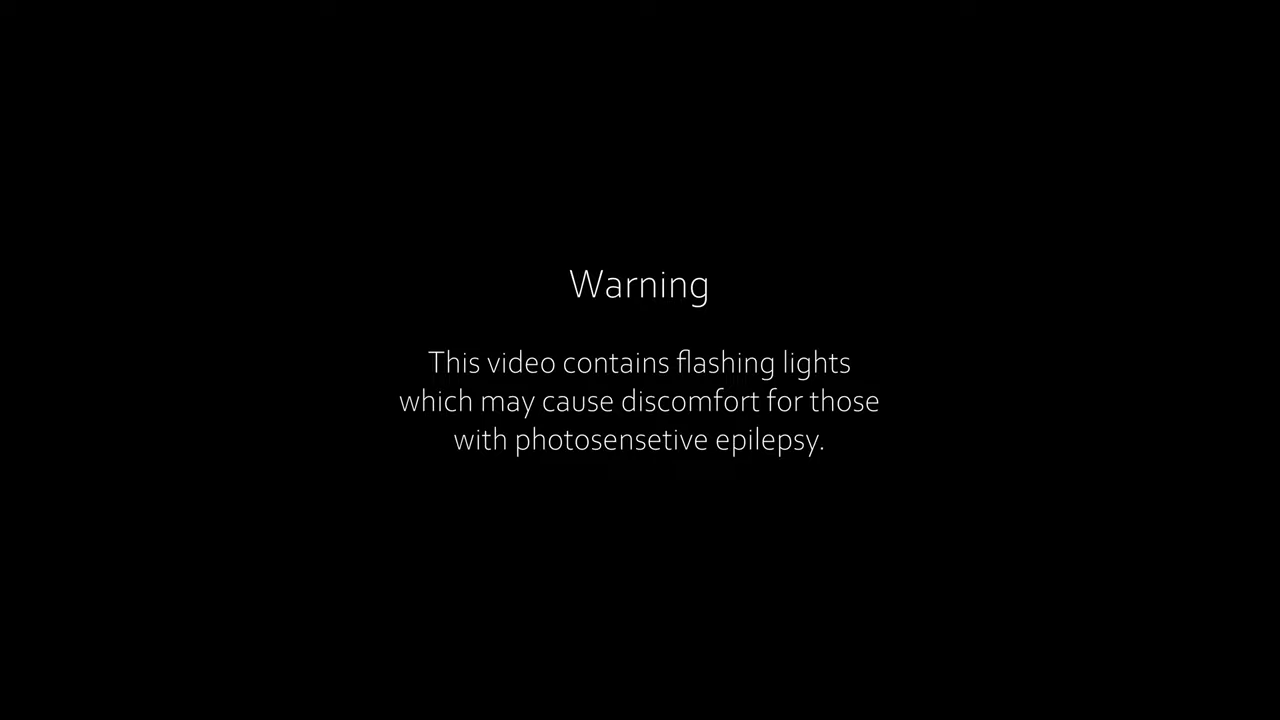 Warning
This video contains flashing lights
which may cause discomfort for those
with photosensetive epilepsy.